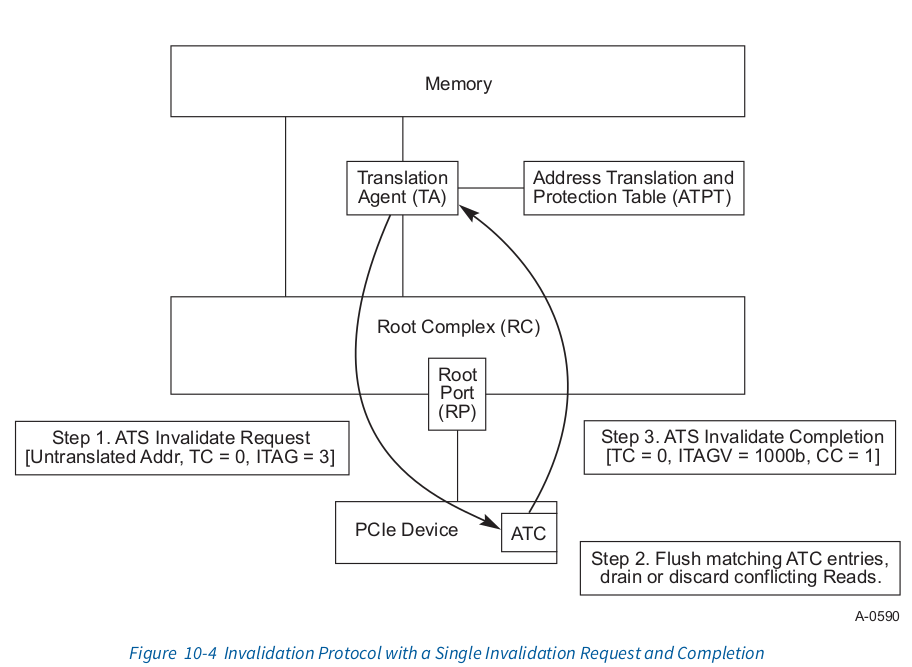 Memory
Translation
Agent (TA)
Address Translation and
Protection Table (ATPT)
Root Complex (RC)
Root
Port
(RP)
Step 1. ATS Invalidate Request
[Untranslated Addr, TC = 0, ITAG = 3]
Step 3. ATS Invalidate Completion
[TC = 0, ITAGV = 1000b, CC = 1]
PCIe Device
ATC
Step 2. Flush matching ATC entries,
drain or discard conflicting Reads.
A-0590
Figure 10-4 Invalidation Protocol with a Single Invalidation Request and Completion